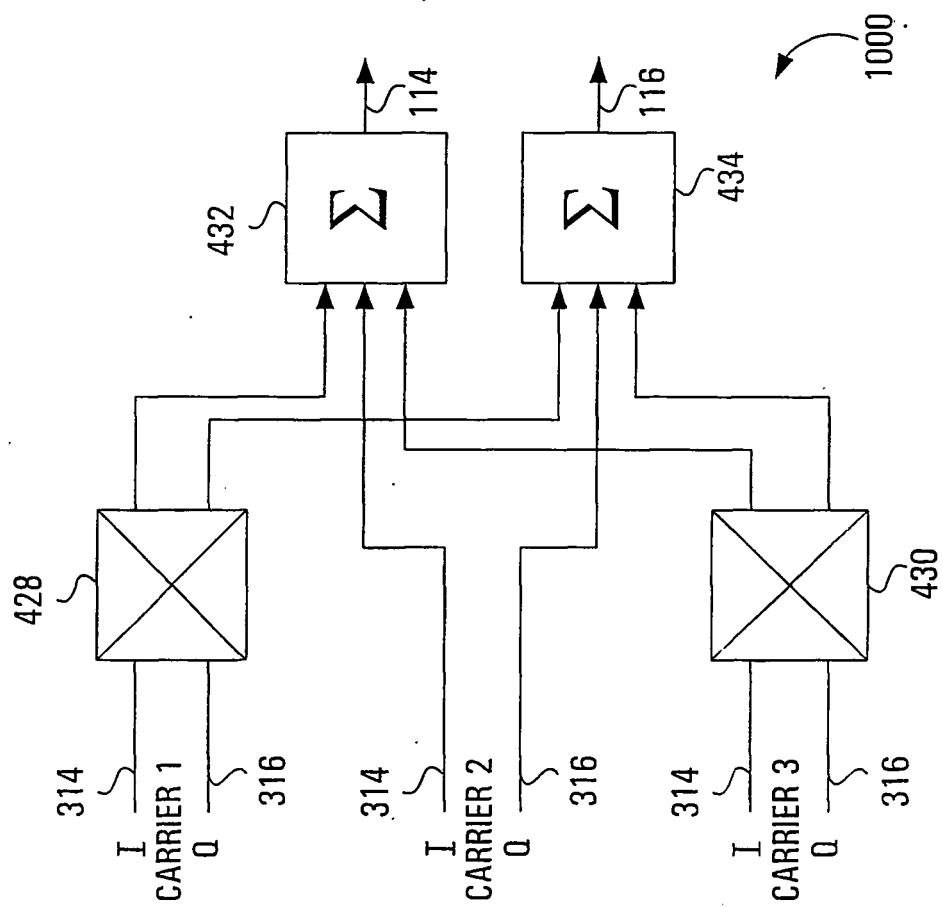 428
432
314
I
CARRIER 1
Q
316
114
314
I
CARRIER 2
Q
316
Σ
Σ
116
434
314
I
CARRIER 3
Q
316
430
1000